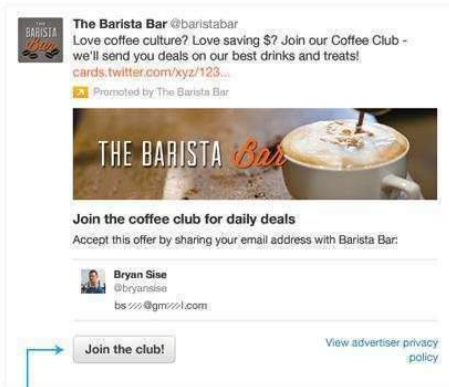 THE
BARISTA
Bar
The Barista Bar @baristabar
Love coffee culture? Love saving $? Join our Coffee Club -
we'll send you deals on our best drinks and treats!
cards.twitter.com/xyz/123...
Promoted by The Barista Bar
THE BARISTA Bar
Join the coffee club for daily deals
Accept this offer by sharing your email address with Barista Bar:
Bryan Sise
@bryansise
Join the club!
View advertiser privacy
policy